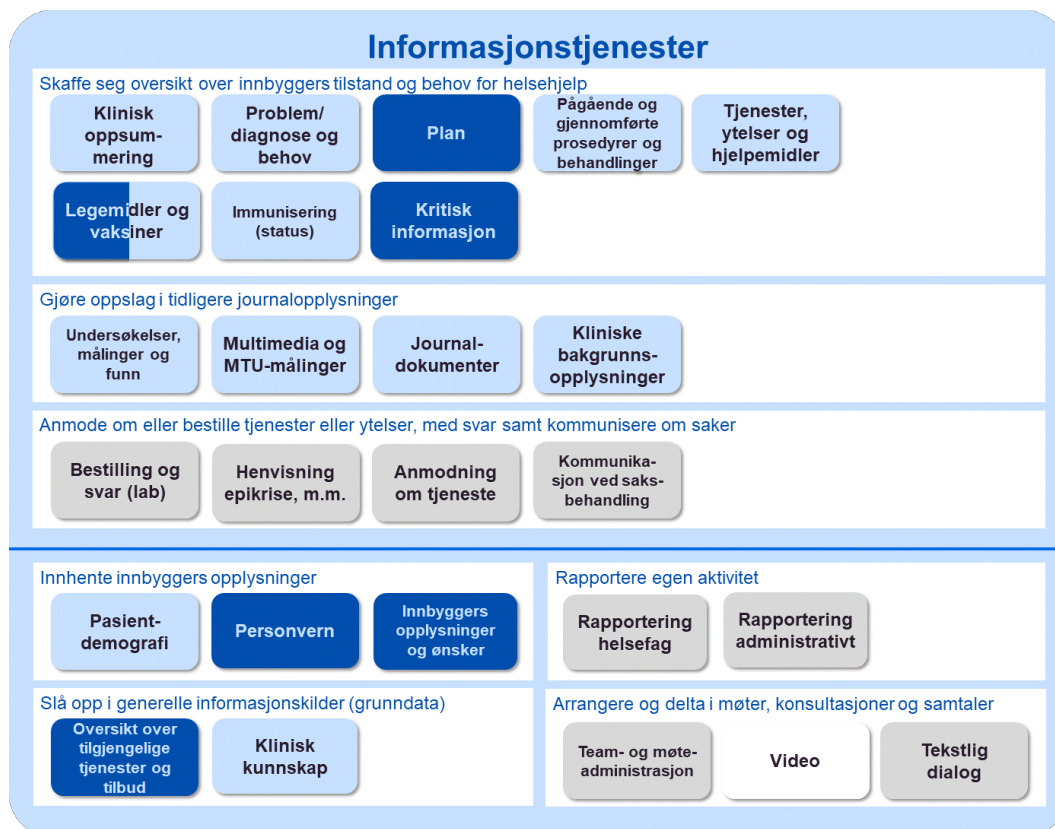 Informasjonstjenester
Skaffe seg oversikt over innbyggers tilstand og behov for helsehjelp
Klinisk
oppsum-
mering
Problem/
diagnose og
behov
Plan
Pågående og
gjennomførte
prosedyrer og
behandlinger
Tjenester,
ytelser og
hjelpemidler
Legemidler og
vaksiner
Immunisering
(status)
Kritisk
informasjon
Gjøre oppslag i tidligere journalopplysninger
Undersøkelser,
målinger og
funn
Multimedia og
MTU-målinger
Journal-
dokumenter
Kliniske
bakgrunns-
opplysninger
Anmode om eller bestille tjenester eller ytelser, med svar samt kommunisere om saker
Bestilling og
svar (lab)
Henvisning
epikrise, m.m.
Anmodning
om tjeneste
Kommunika-
sjon ved saks-
behandling
Innhente innbyggers opplysninger
Pasient-
demografi
Personvern
Innbyggers
opplysninger
og ønsker
Rapportere egen aktivitet
Rapportering
helsefag
Rapportering
administrativt
Slå opp i generelle informasjonskilder (grunndata)
Oversikt over
tilgjengelige
tjenester og
tilbud
Klinisk
kunnskap
Arrangere og delta i møter, konsultasjoner og samtaler
Team- og møte-
administrasjon
Video
Tekstlig
dialog